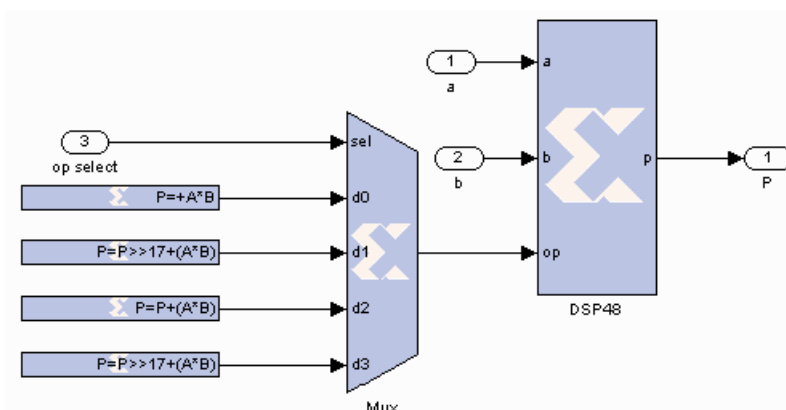 1
a
a
3
op select
sel
2
b
b
p
1
P
P=+A*B
d0
P=P>>17+(A*B)
d1
op
P=P+(A*B)
d2
DSP48
P=P>>17+(A*B)
d3
Mux